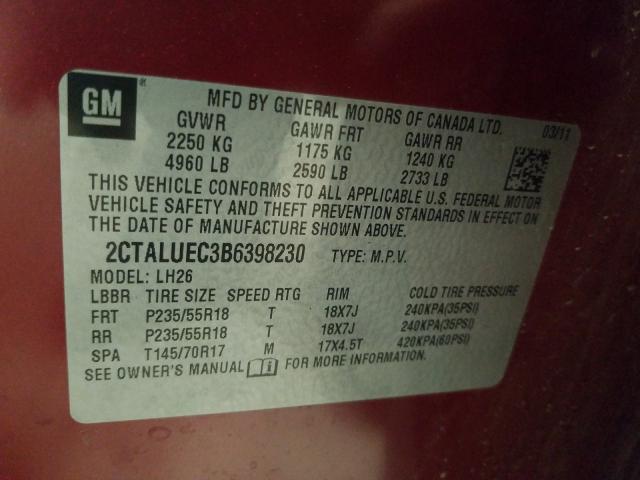 GM®
MFD BY GENERAL MOTORS OF CANADA LTD.
GVWR GAWR FRT GAWR RR 03/11
2250 KG 1175 KG 1240 KG
4960 LB 2590 LB 2733 LB
THIS VEHICLE CONFORMS TO ALL APPLICABLE U.S. FEDERAL MOTOR
VEHICLE SAFETY AND THEFT PREVENTION STANDARDS IN EFFECT ON
THE DATE OF MANUFACTURE SHOWN ABOVE.
2CTALUEC3B6398230 TYPE: M.P.V.
MODEL: LH26
LBBR TIRE SIZE SPEED RTG RIM COLD TIRE PRESSURE
FRT P235/55R18 T 18X7J 240KPA(35PSI)
RR P235/55R18 T 18X7J 240KPA(35PSI)
SPA T145/70R17 M 17X4.5T 420KPA(60PSI)
SEE OWNER'S MANUAL FOR MORE INFORMATION.